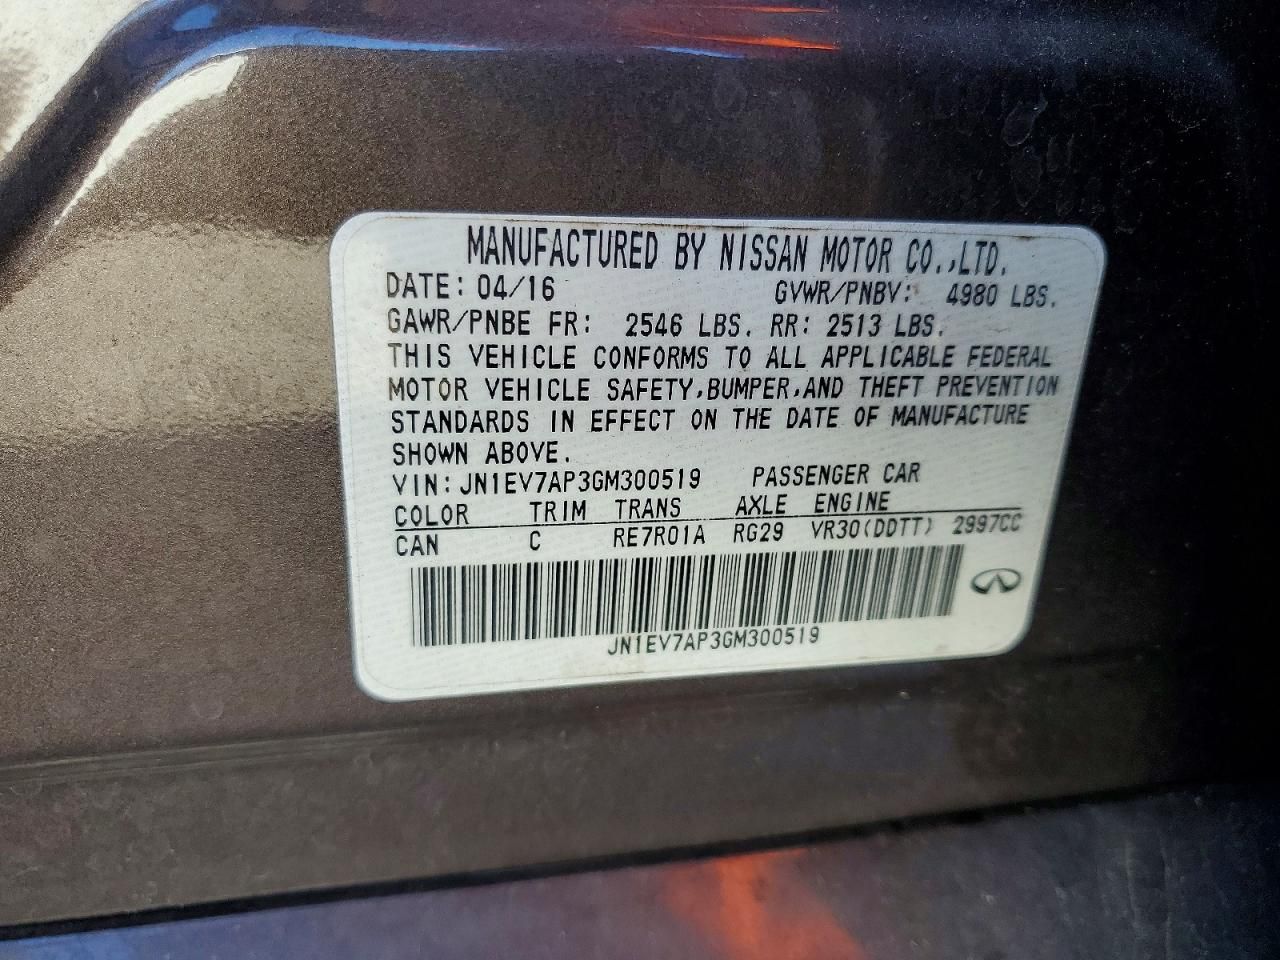 MANUFACTURED BY NISSAN MOTOR CO.,LTD.
DATE: 04/16 GVWR/PNBV: 4980 LBS.
GAWR/PNBE FR: 2546 LBS. RR: 2513 LBS.
THIS VEHICLE CONFORMS TO ALL APPLICABLE FEDERAL
MOTOR VEHICLE SAFETY,BUMPER,AND THEFT PREVENTION
STANDARDS IN EFFECT ON THE DATE OF MANUFACTURE
SHOWN ABOVE.
VIN: JN1EV7AP3GM300519 PASSENGER CAR
COLOR TRIM TRANS AXLE ENGINE
CAN C RE7R01A RG29 VR30(DDTT) 2997CC
JN1EV7AP3GM300519